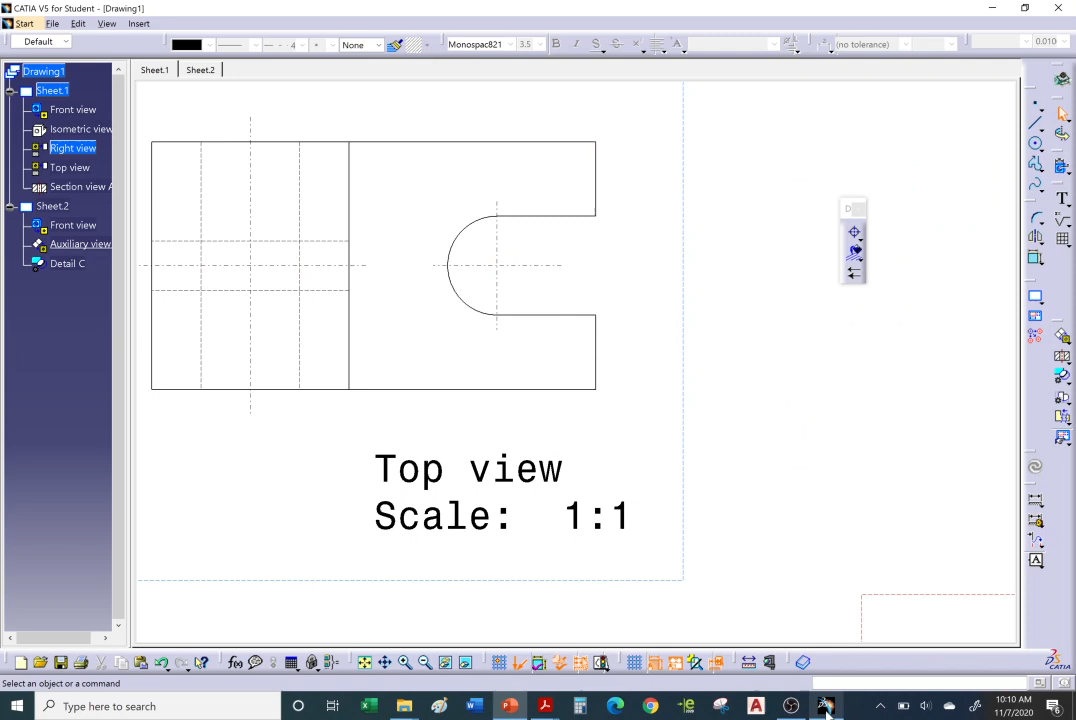 CATIA V5 for Student - [Drawing1]
Start File Edit View Insert
Default
4
None
Monospac821
3.5
B I S S × A
(no tolerance)
0.010
Drawing1
Sheet.1
Front view
Isometric view
Right view
Top view
Section view A
Sheet.2
Front view
Auxiliary view
Detail C
Sheet.1 Sheet.2
D
T
A
Top view
Scale: 1:1
f(x)
Select an object or a command
Type here to search
10:10 AM
11/7/2020
6